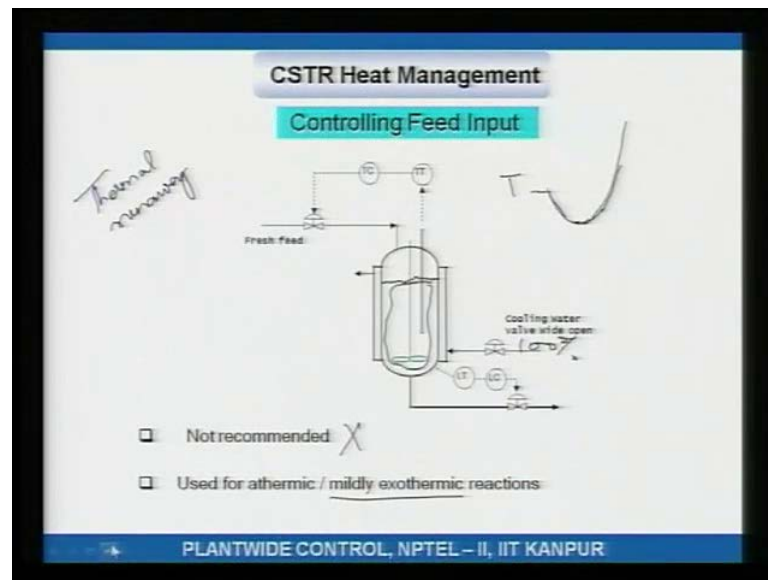 CSTR Heat Management
Controlling Feed Input
Thermal
runaway
TC
TT
T
Fresh feed
Cooling water
valve wide open
100%
LT
LC
Not recommended X
Used for athermic / mildly exothermic reactions
PLANTWIDE CONTROL, NPTEL – II, IIT KANPUR